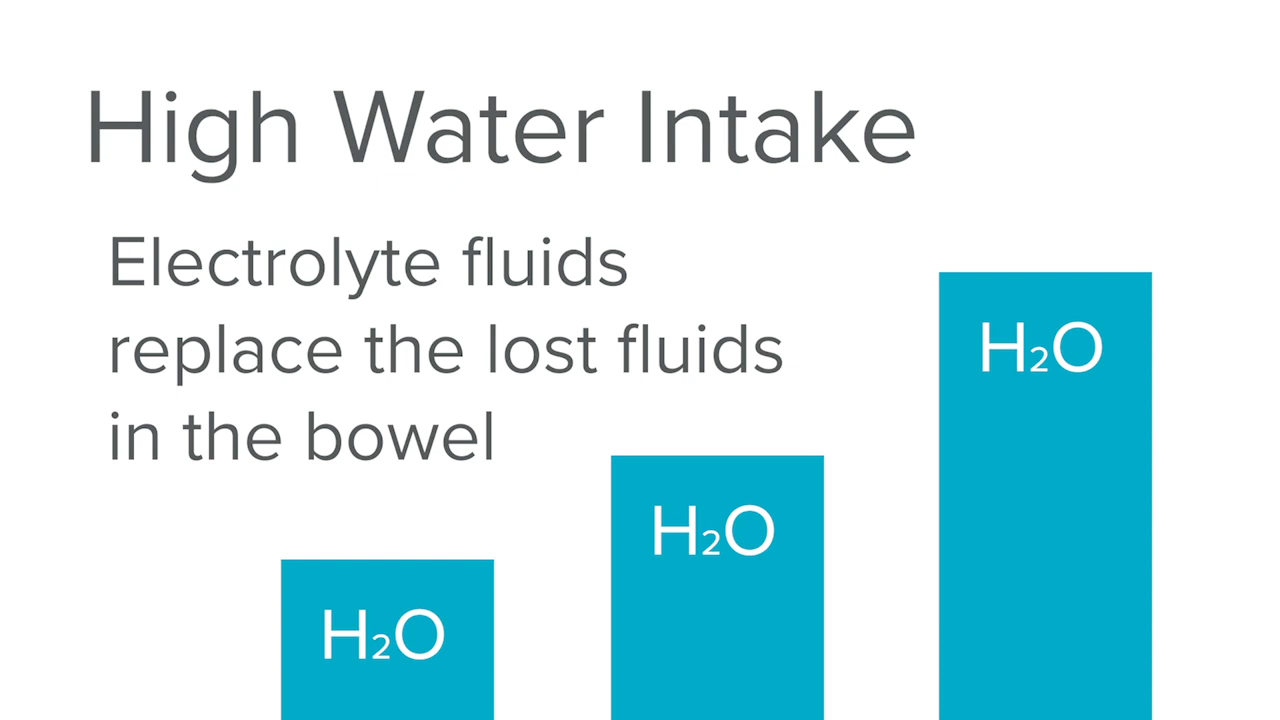 High Water Intake
Electrolyte fluids
replace the lost fluids
in the bowel
H₂O
H₂O
H₂O